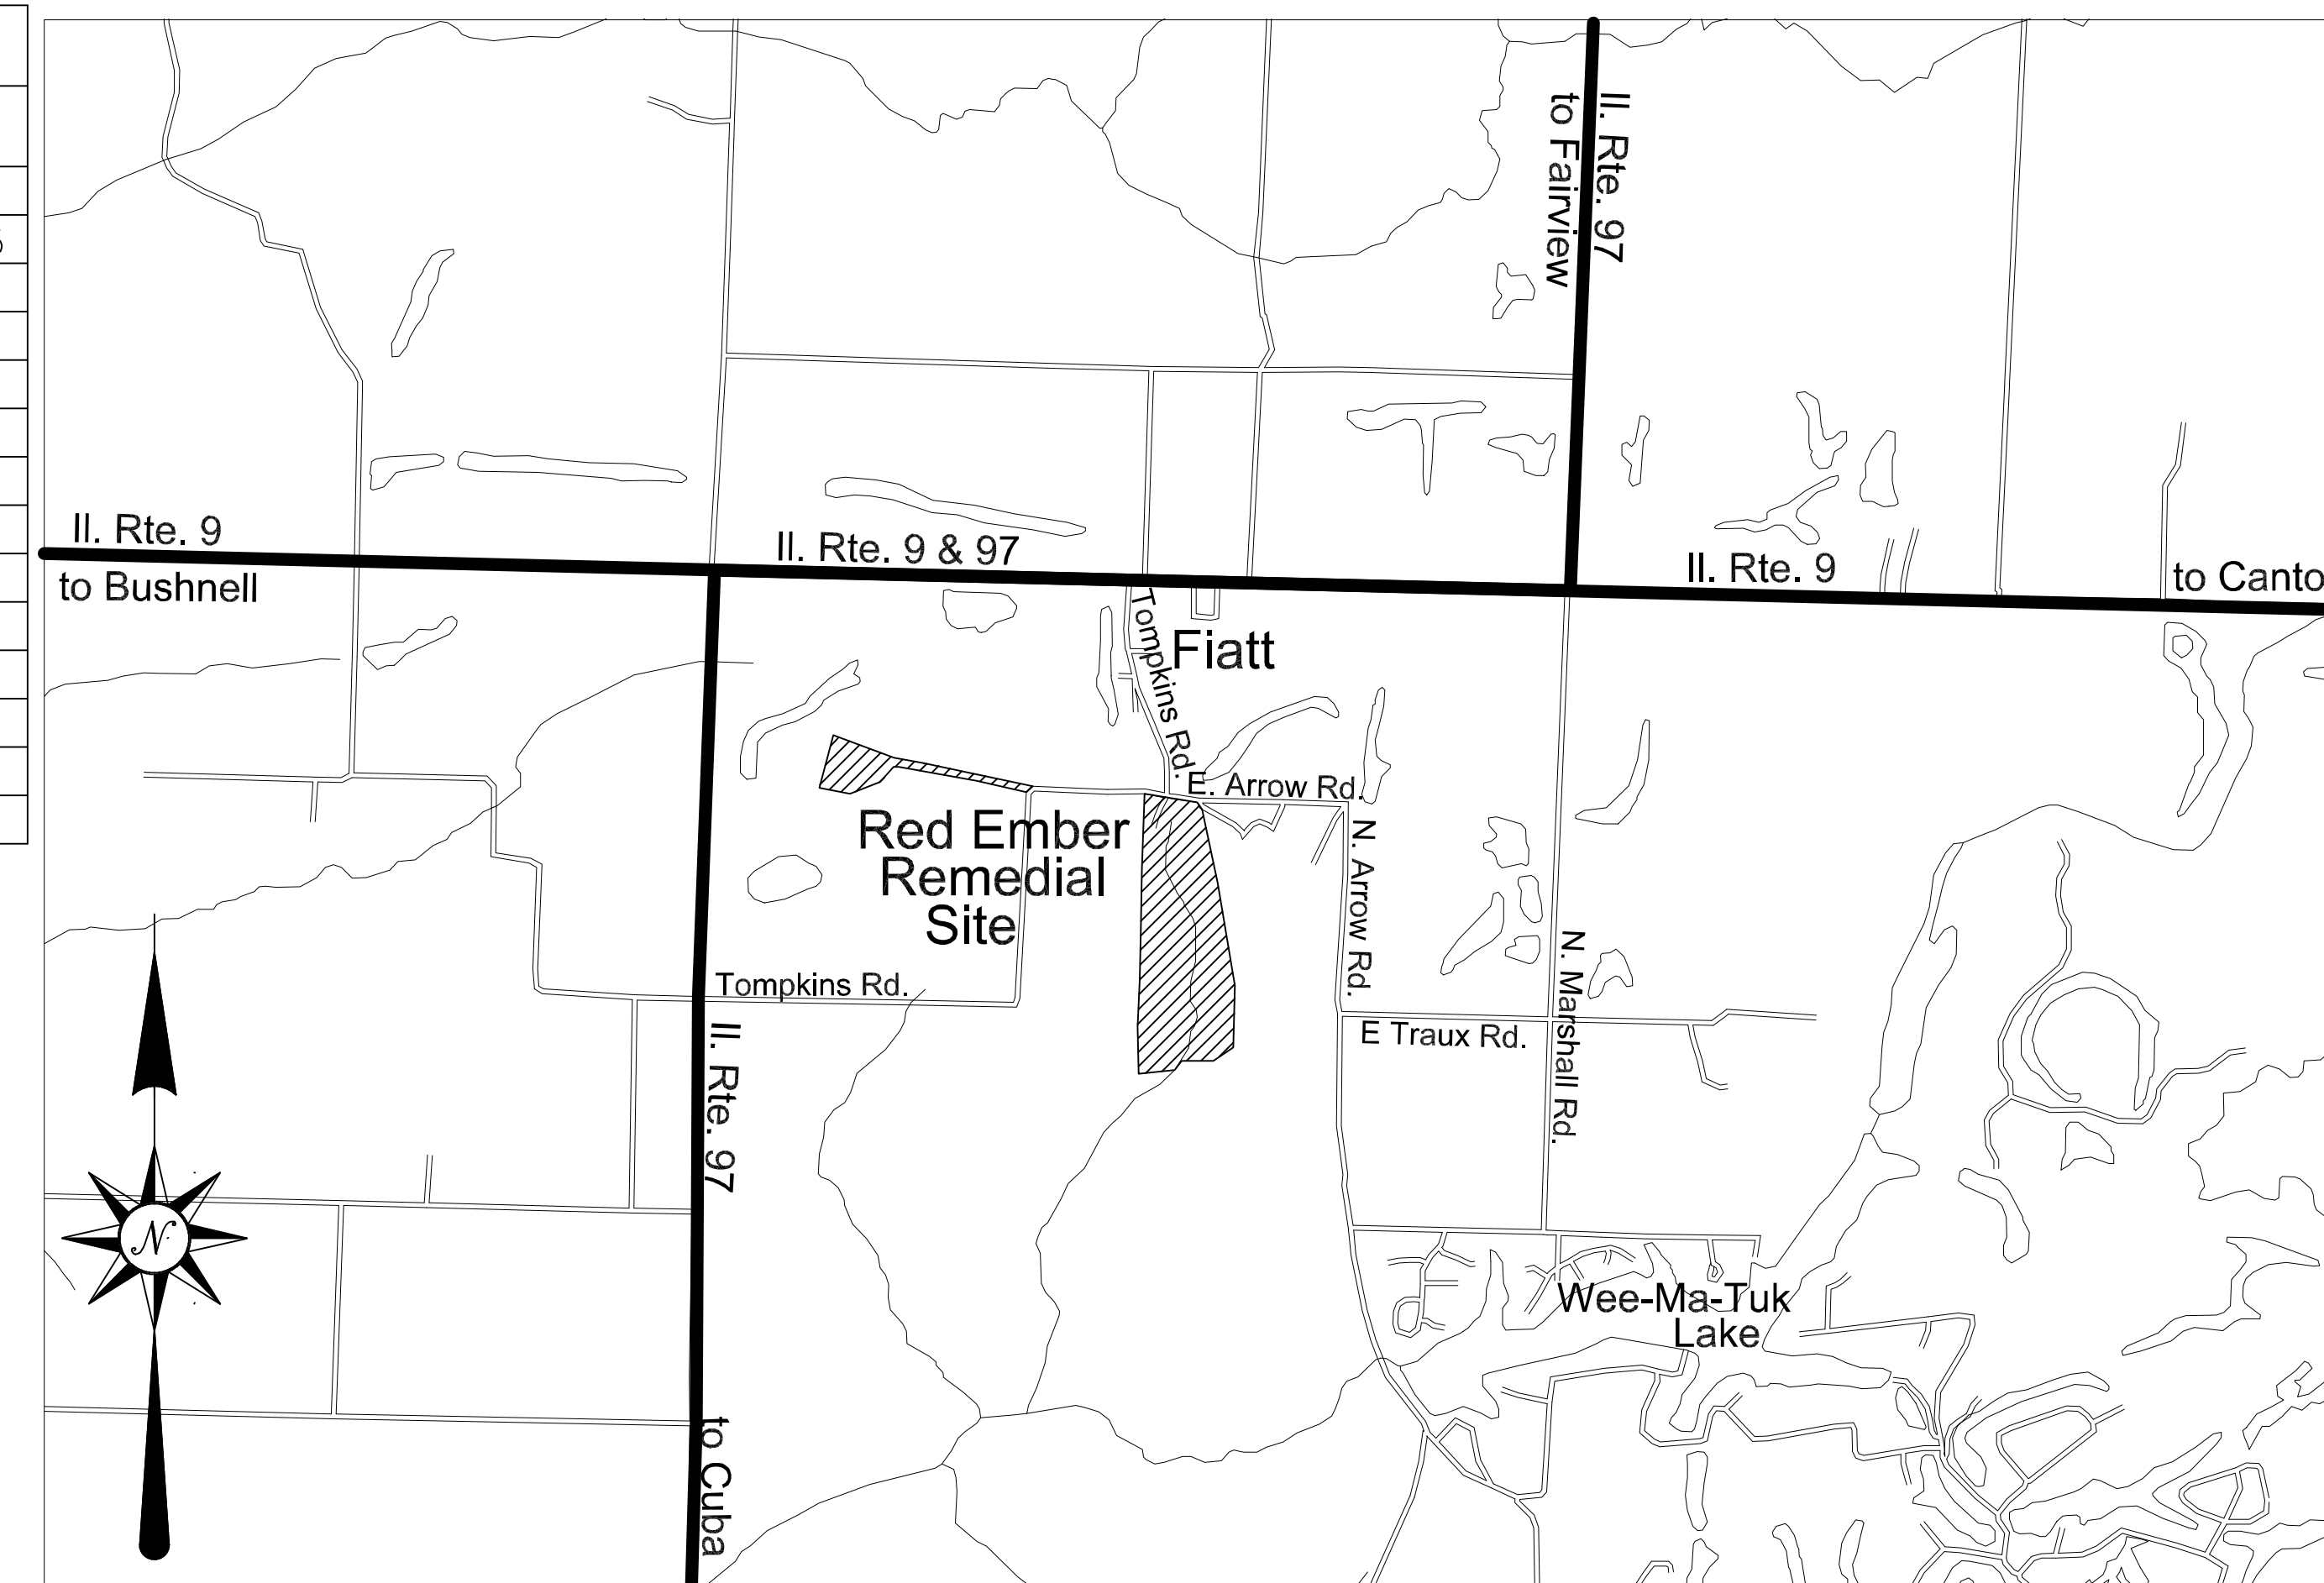 Il. Rte. 97
to Fairview
Il. Rte. 9
to Bushnell
Il. Rte. 9 & 97
Il. Rte. 9
to Canto
Tompkins Rd.
Fiatt
E. Arrow Rd.
Red Ember
Remedial
Site
N. Arrow Rd.
Tompkins Rd.
N. Marshall Rd.
E Traux Rd.
Il. Rte. 97
N
Wee-Ma-Tuk
Lake
to Cuba